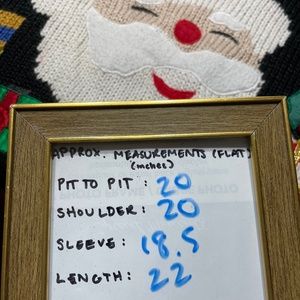 APPROX. MEASUREMENTS (FLAT)
(inches)
PIT TO PIT: 20
SHOULDER: 20
SLEEVE: 18.5
LENGTH: 22